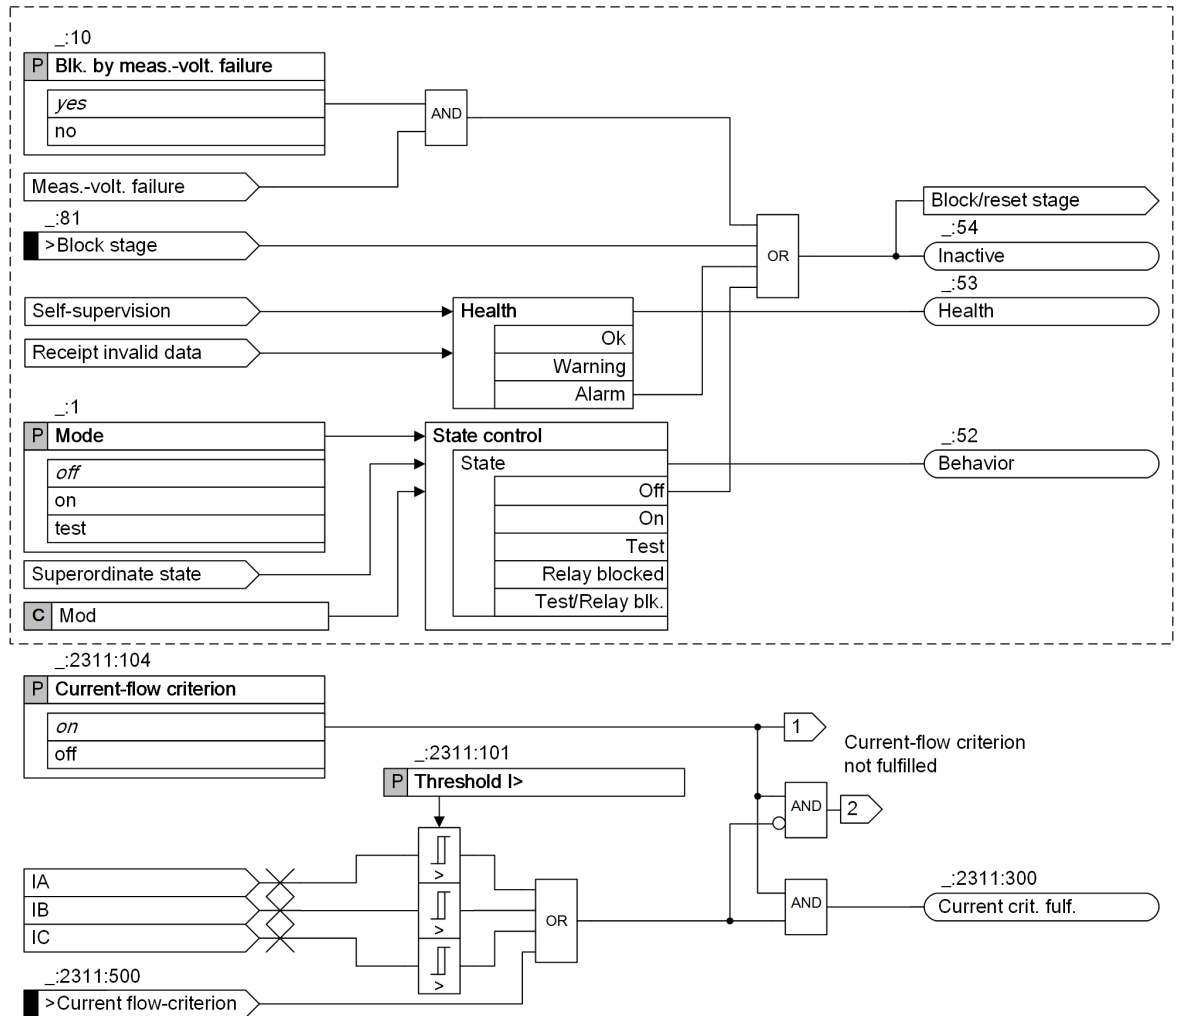 _:10
P Blk. by meas.-volt. failure
yes
no
AND
Meas.-volt. failure
_:81
>Block stage
OR
Block/reset stage
_:54
Inactive
_:53
Health
Self-supervision
Receipt invalid data
Health
Ok
Warning
Alarm
_:1
P Mode
off
on
test
Superordinate state
C Mod
State control
State
Off
On
Test
Relay blocked
Test/Relay blk.
_:52
Behavior
_:2311:104
P Current-flow criterion
on
off
1
Current-flow criterion
not fulfilled
_:2311:101
P Threshold I>
AND
2
>
>
>
IA
IB
IC
OR
AND
_:2311:300
Current crit. fulf.
_:2311:500
>Current flow-criterion